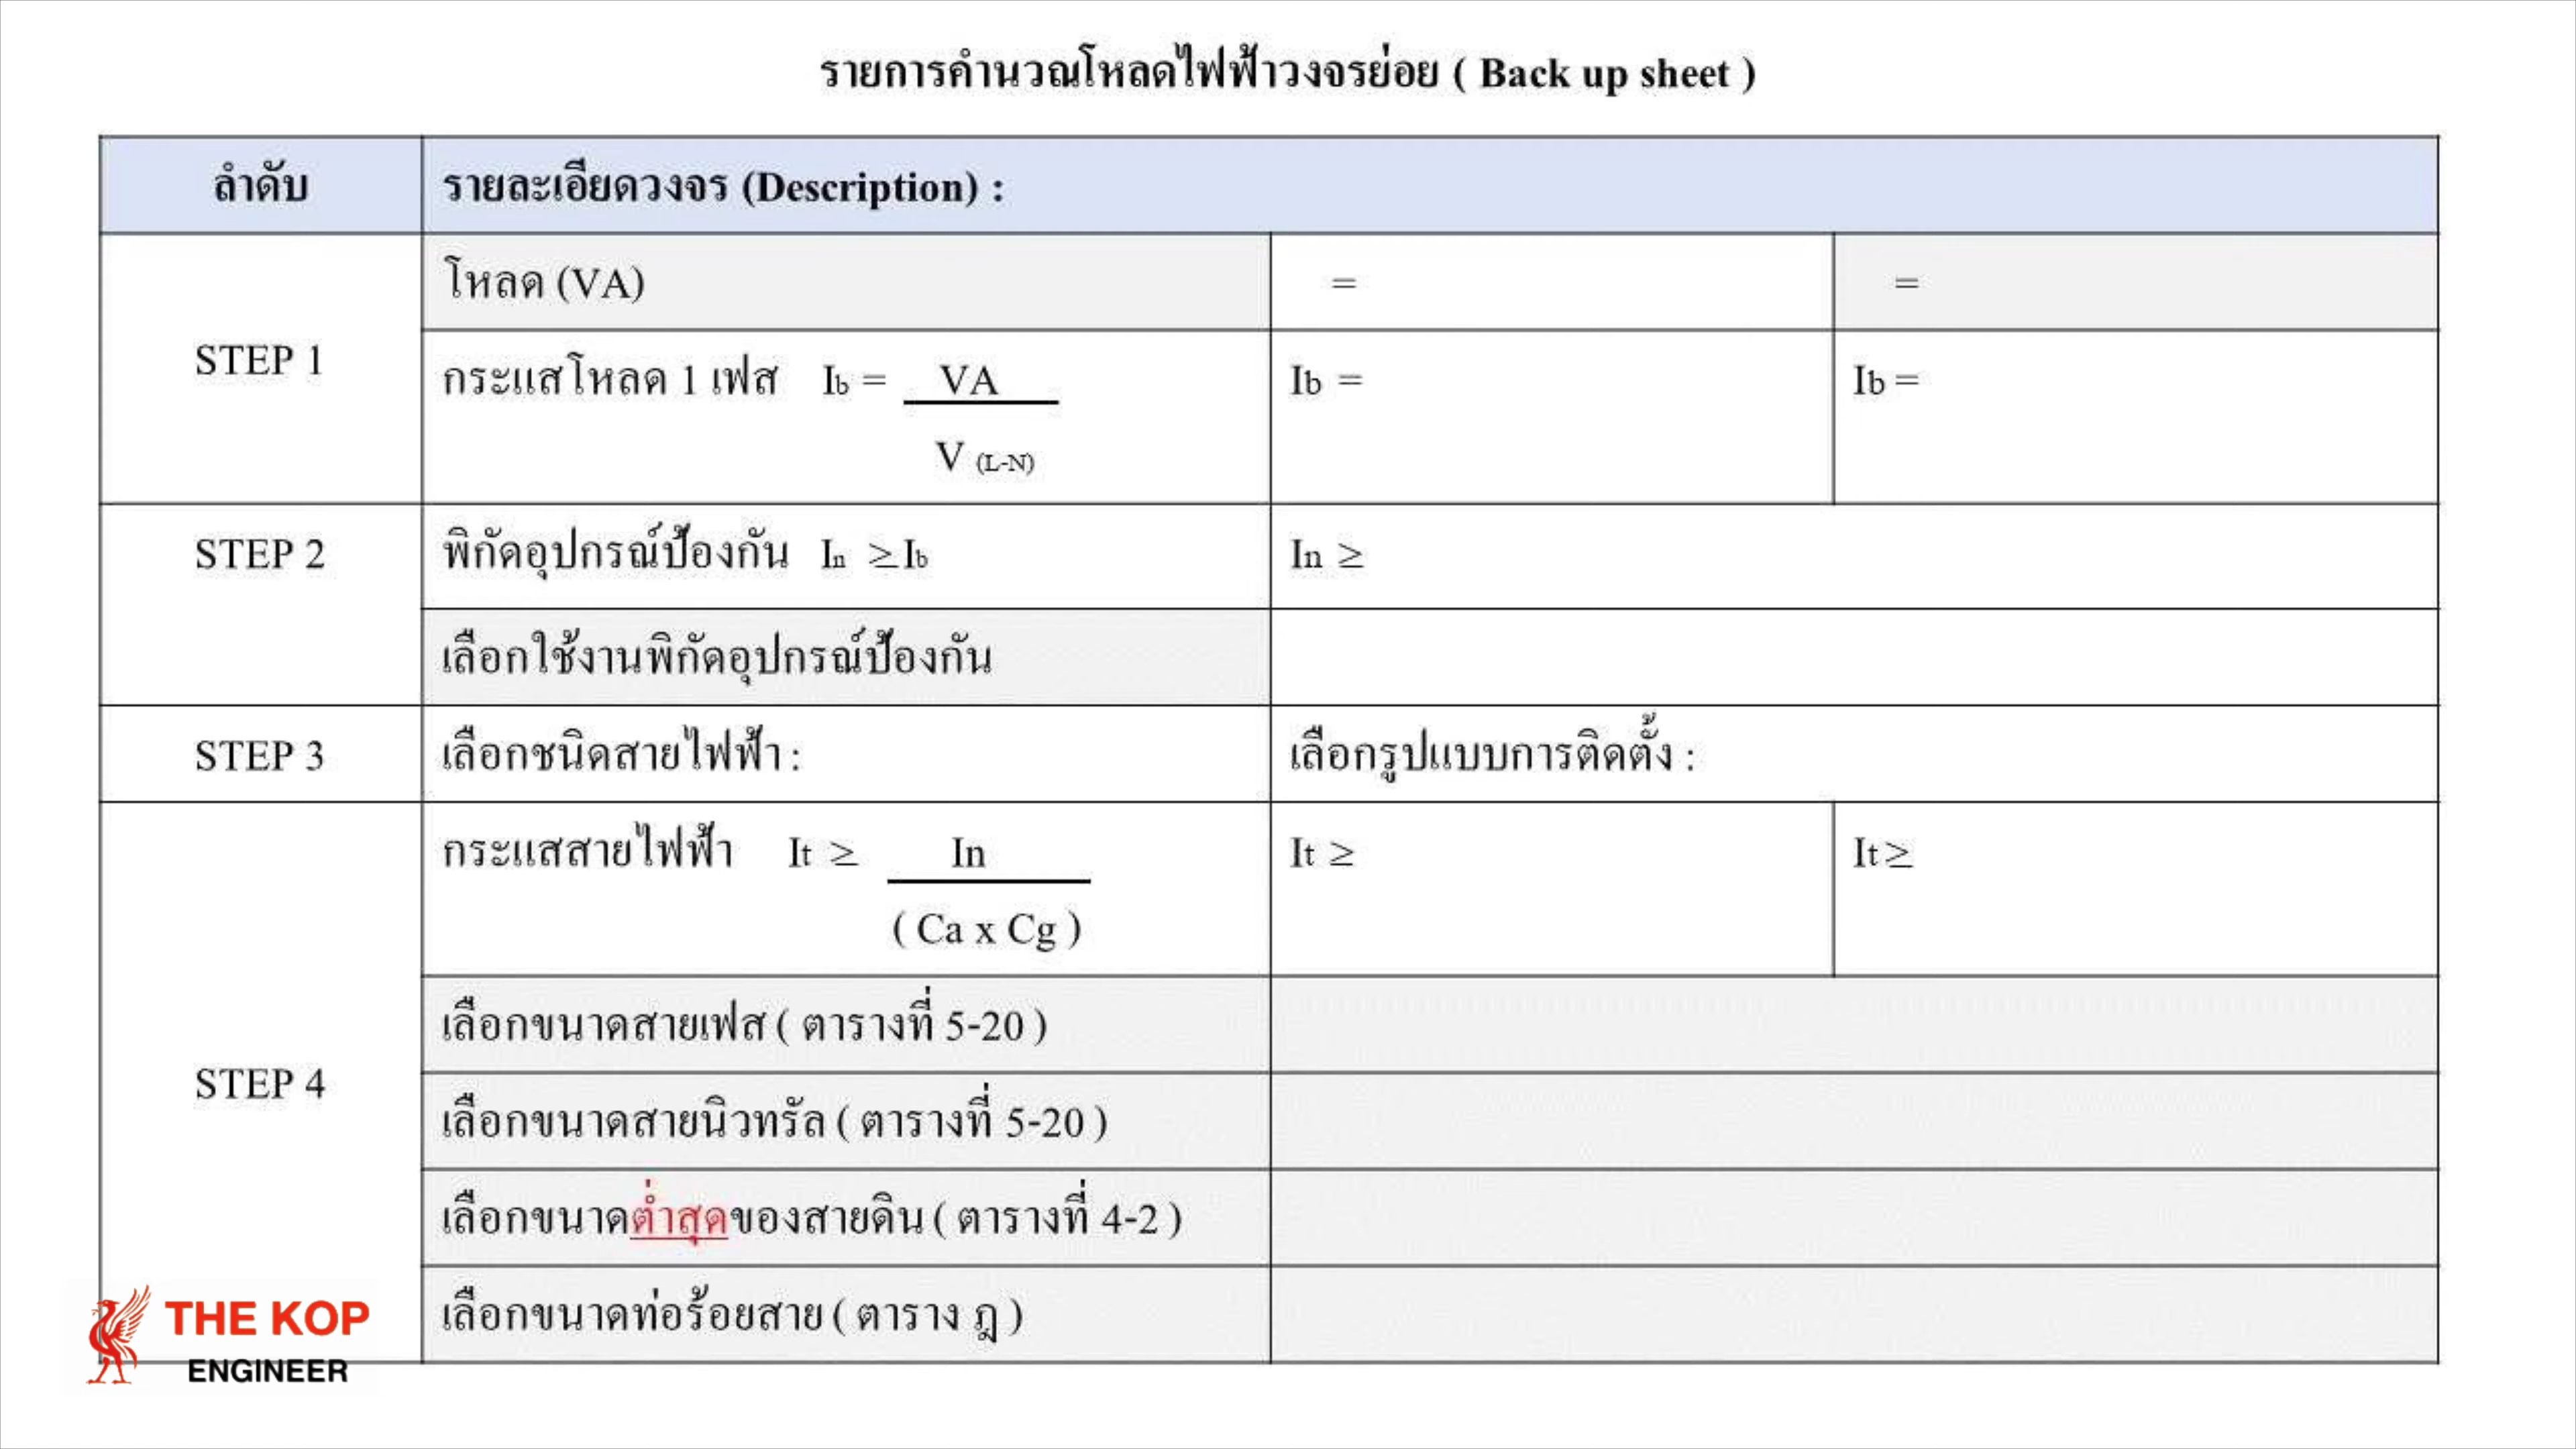 รายการคำนวณโหลดไฟฟ้าวงจรย่อย ( Back up sheet )
ลำดับ รายละเอียดวงจร (Description) :
STEP 1
โหลด (VA) = =
กระแสโหลด 1 เฟส Ib = VA Ib = Ib =
V (L-N)
STEP 2 พิกัดอุปกรณ์ป้องกัน In ≥Ib In ≥
เลือกใช้งานพิกัดอุปกรณ์ป้องกัน
STEP 3 เลือกชนิดสายไฟฟ้า : เลือกรูปแบบการติดตั้ง :
กระแสสายไฟฟ้า It ≥ In It ≥ It≥
( Ca x Cg )
เลือกขนาดสายเฟส ( ตารางที่ 5-20 )
STEP 4
เลือกขนาดสายนิวทรัล ( ตารางที่ 5-20 )
เลือกขนาดต่ำสุดของสายดิน ( ตารางที่ 4-2 )
เลือกขนาดท่อร้อยสาย ( ตาราง ฎ )
THE KOP
ENGINEER